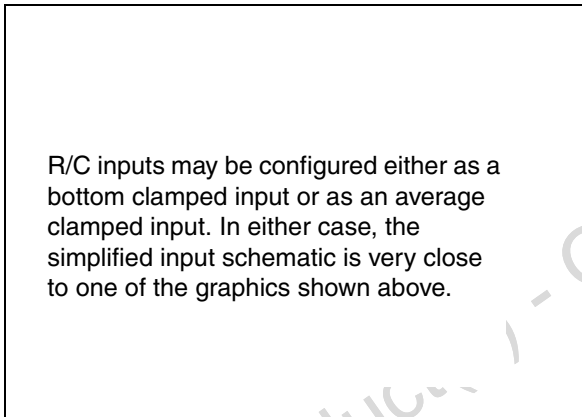 R/C inputs may be configured either as a
bottom clamped input or as an average
clamped input. In either case, the
simplified input schematic is very close
to one of the graphics shown above.